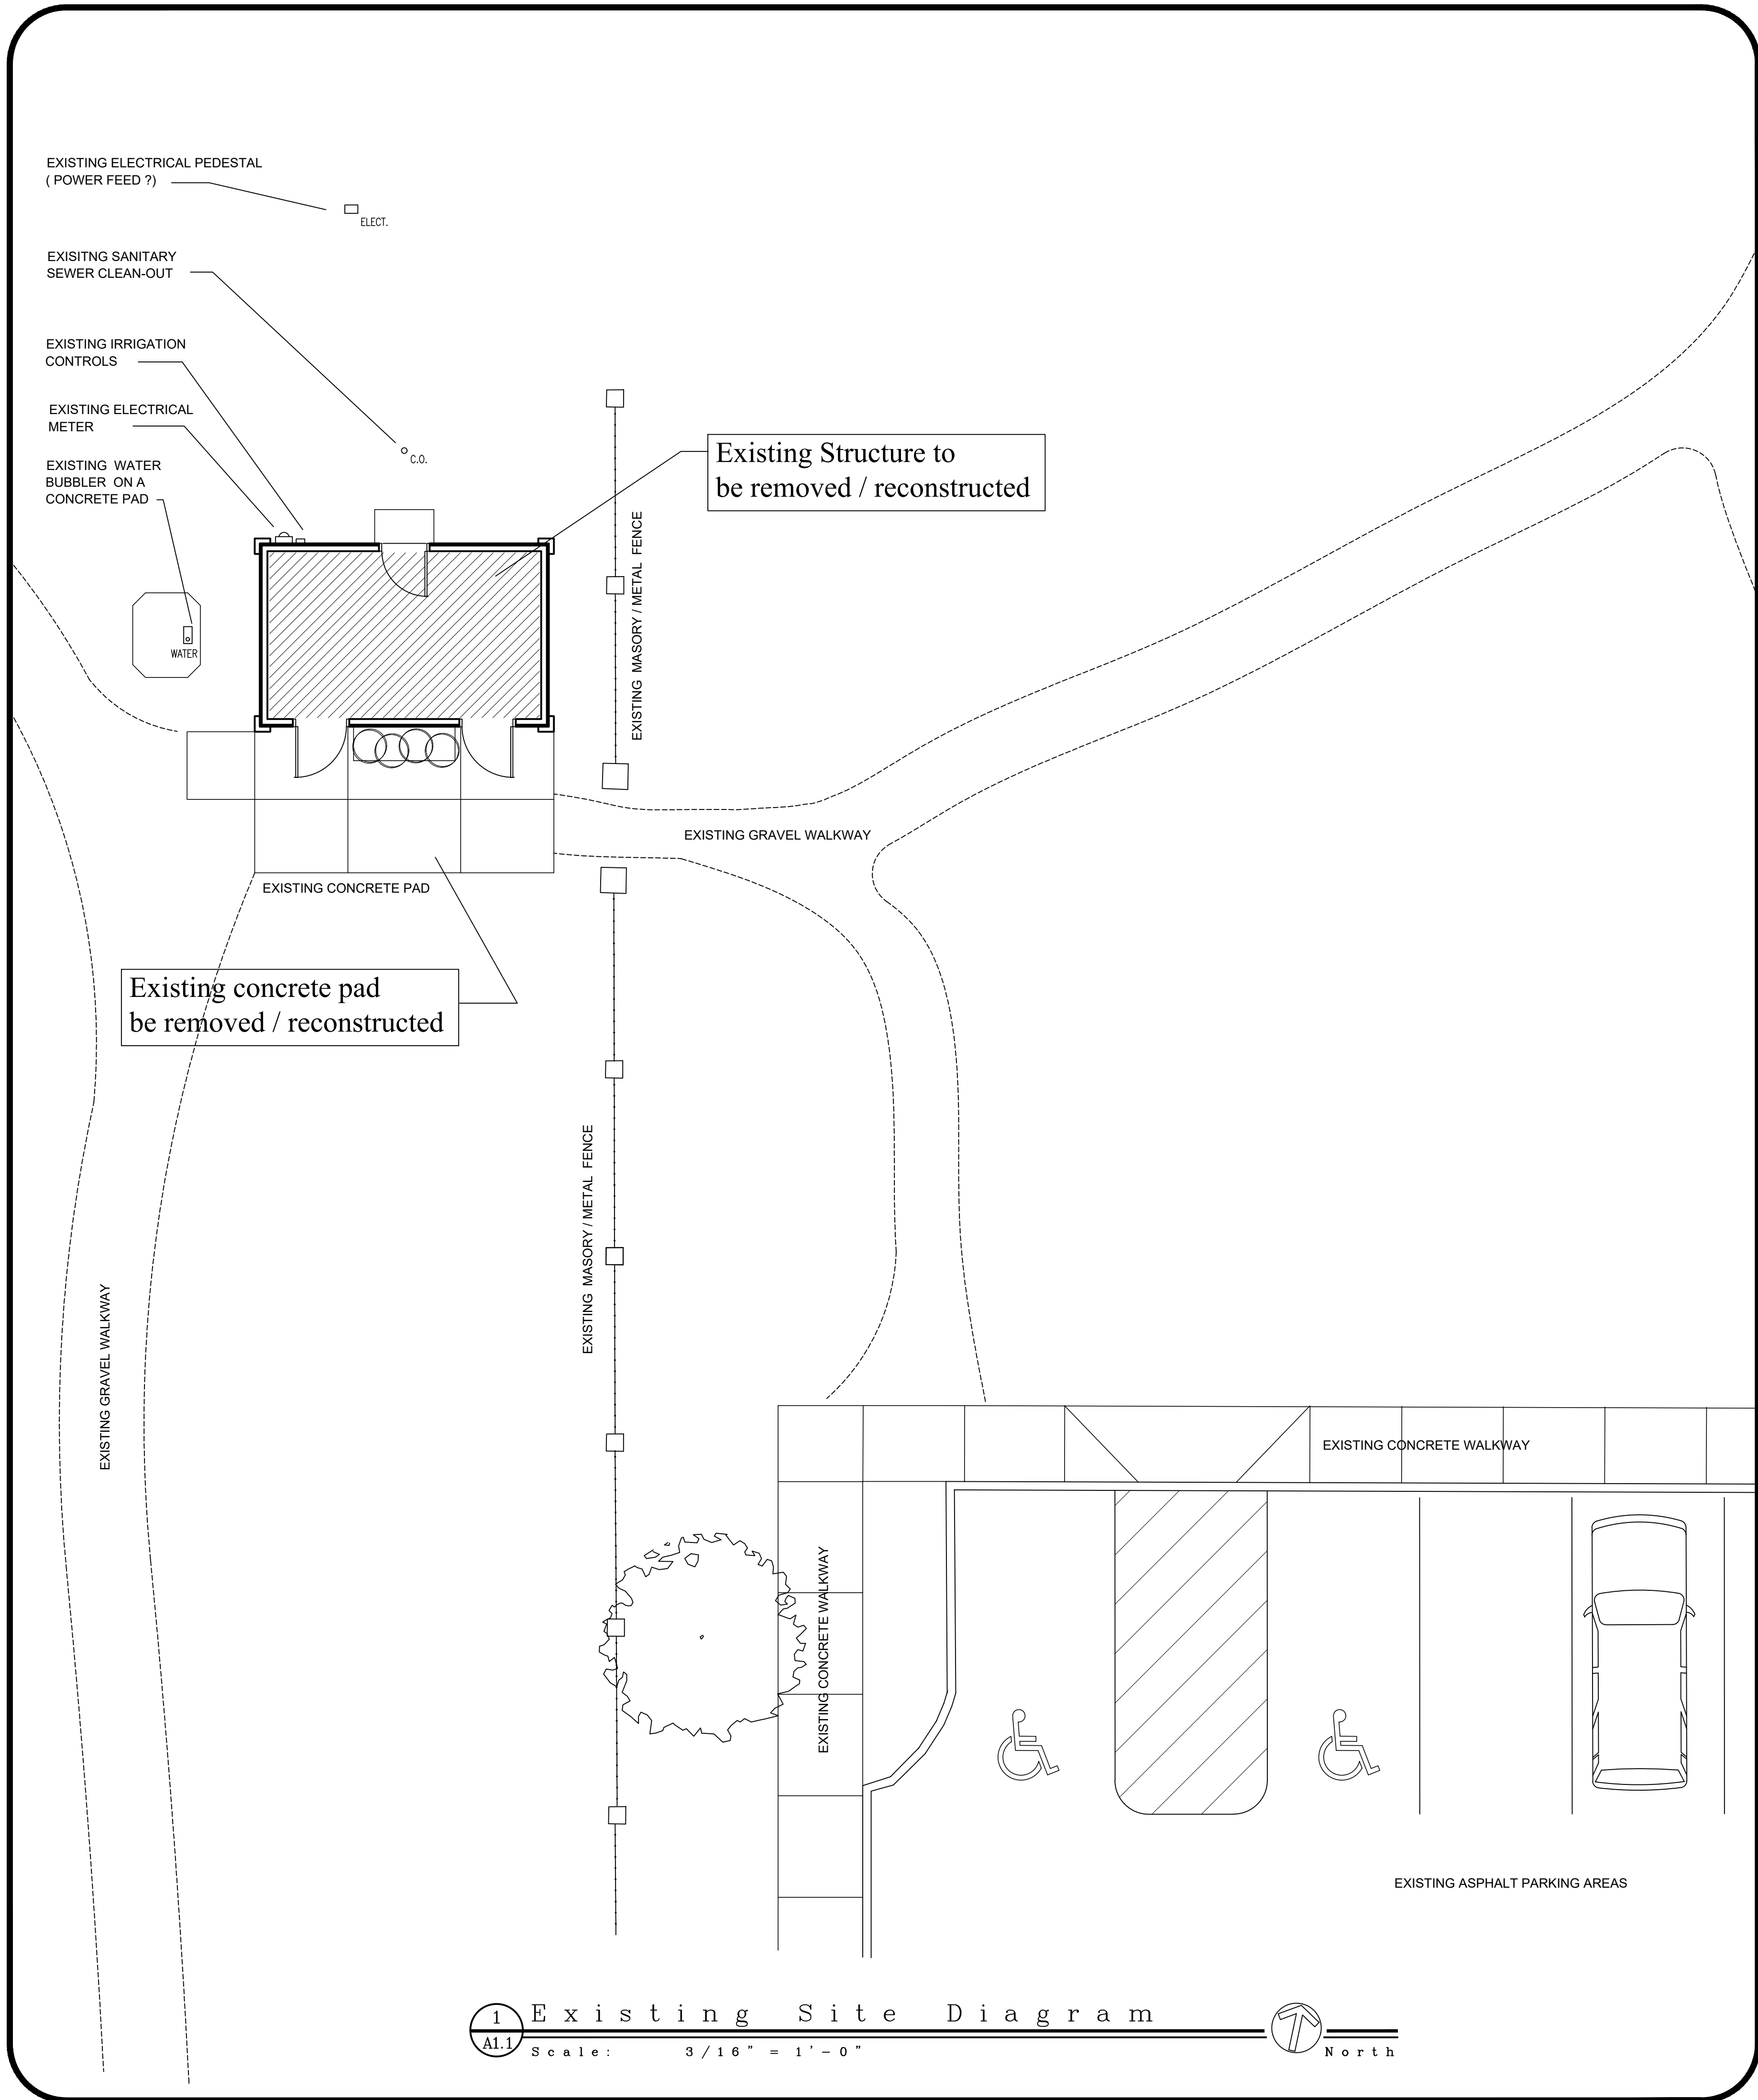 EXISTING ELECTRICAL PEDESTAL
( POWER FEED ?)
ELECT.
EXISITNG SANITARY
SEWER CLEAN-OUT
EXISTING IRRIGATION
CONTROLS
EXISTING ELECTRICAL
METER
C.O.
EXISTING WATER
BUBBLER ON A
CONCRETE PAD
WATER
Existing Structure to
be removed / reconstructed
EXISTING MASORY / METAL FENCE
EXISTING GRAVEL WALKWAY
EXISTING CONCRETE PAD
Existing concrete pad
be removed / reconstructed
EXISTING MASORY / METAL FENCE
EXISTING GRAVEL WALKWAY
EXISTING CONCRETE WALKWAY
EXISTING CONCRETE WALKWAY
EXISTING ASPHALT PARKING AREAS
1
A1.1
Existing Site Diagram
Scale: 3/16" = 1'-0"
North